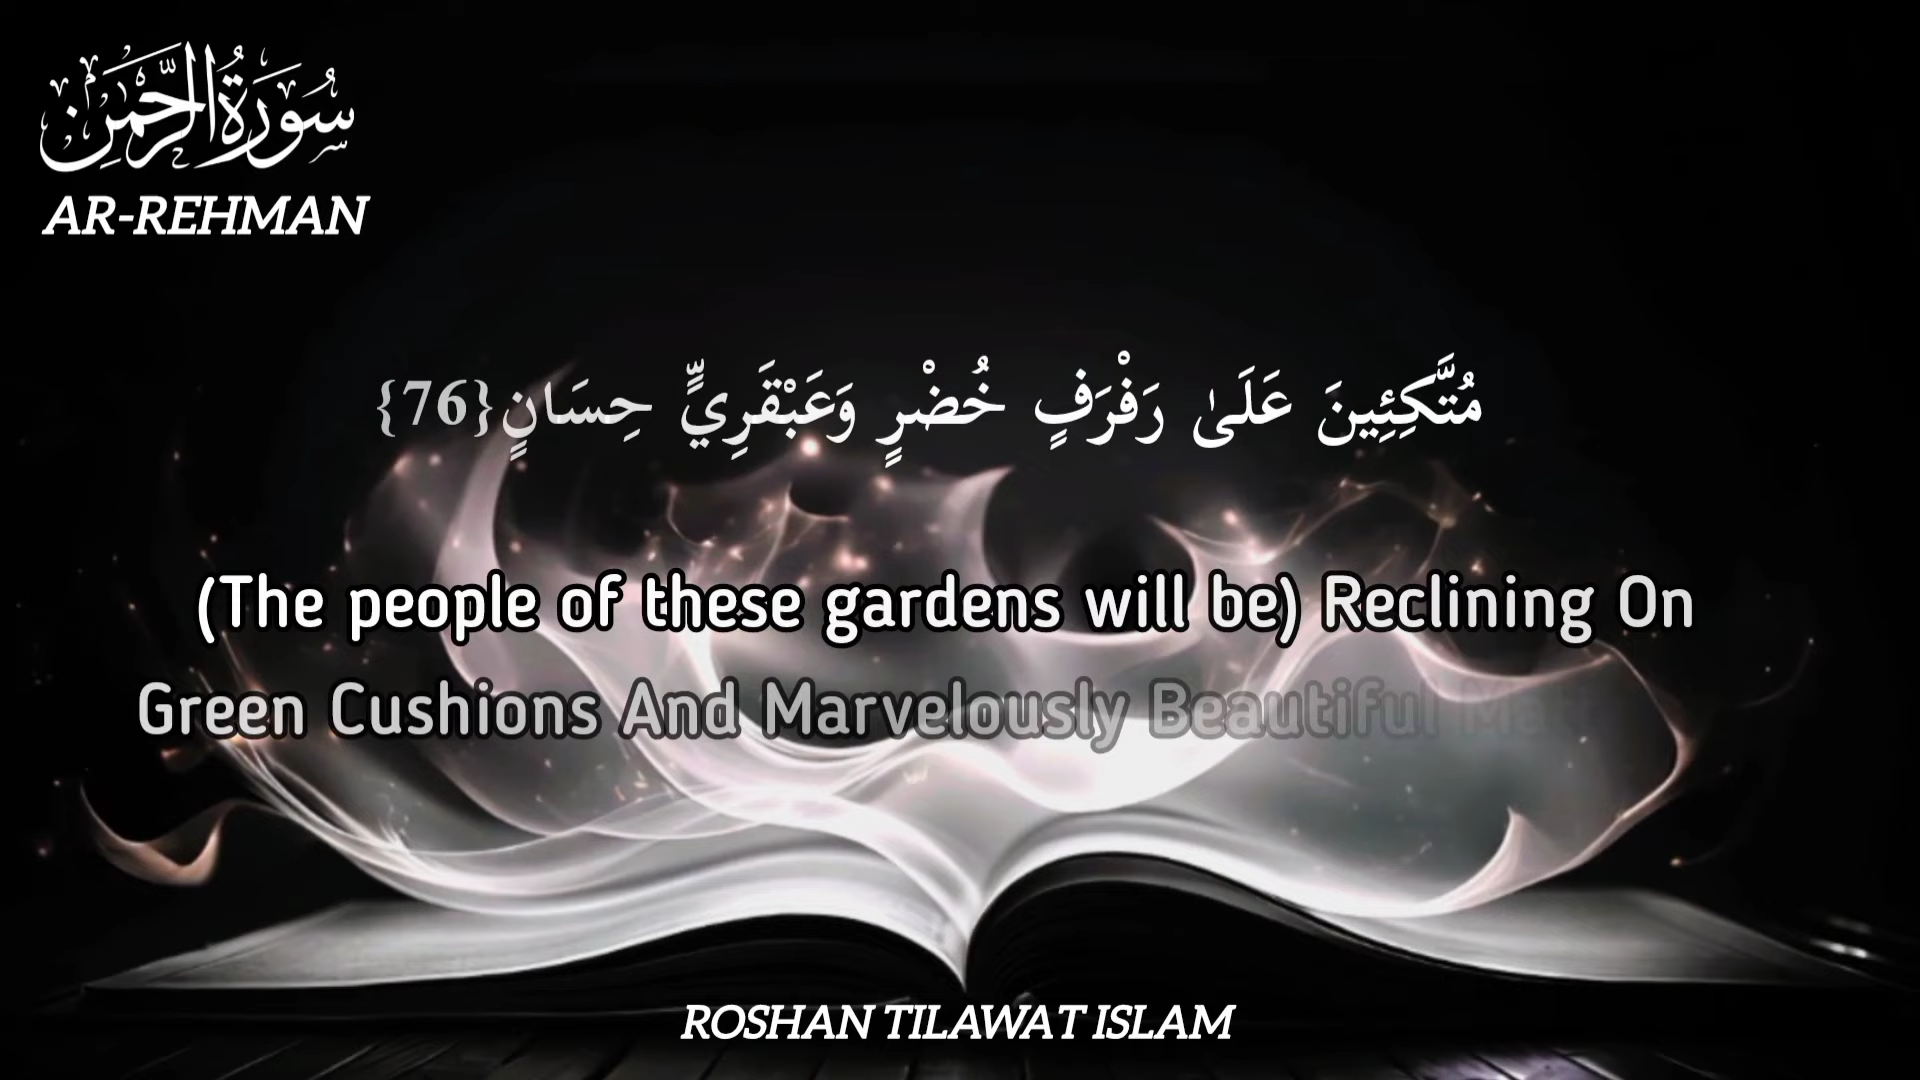 سُورَةُ الرَّحْمٰنِ
AR-REHMAN
مُتَّكِئِينَ عَلَىٰ رَفْرَفٍ خُضْرٍ وَعَبْقَرِيٍّ حِسَانٍ{76}
(The people of these gardens will be) Reclining On
Green Cushions And Marvelously Beautiful
ROSHAN TILAWAT ISLAM